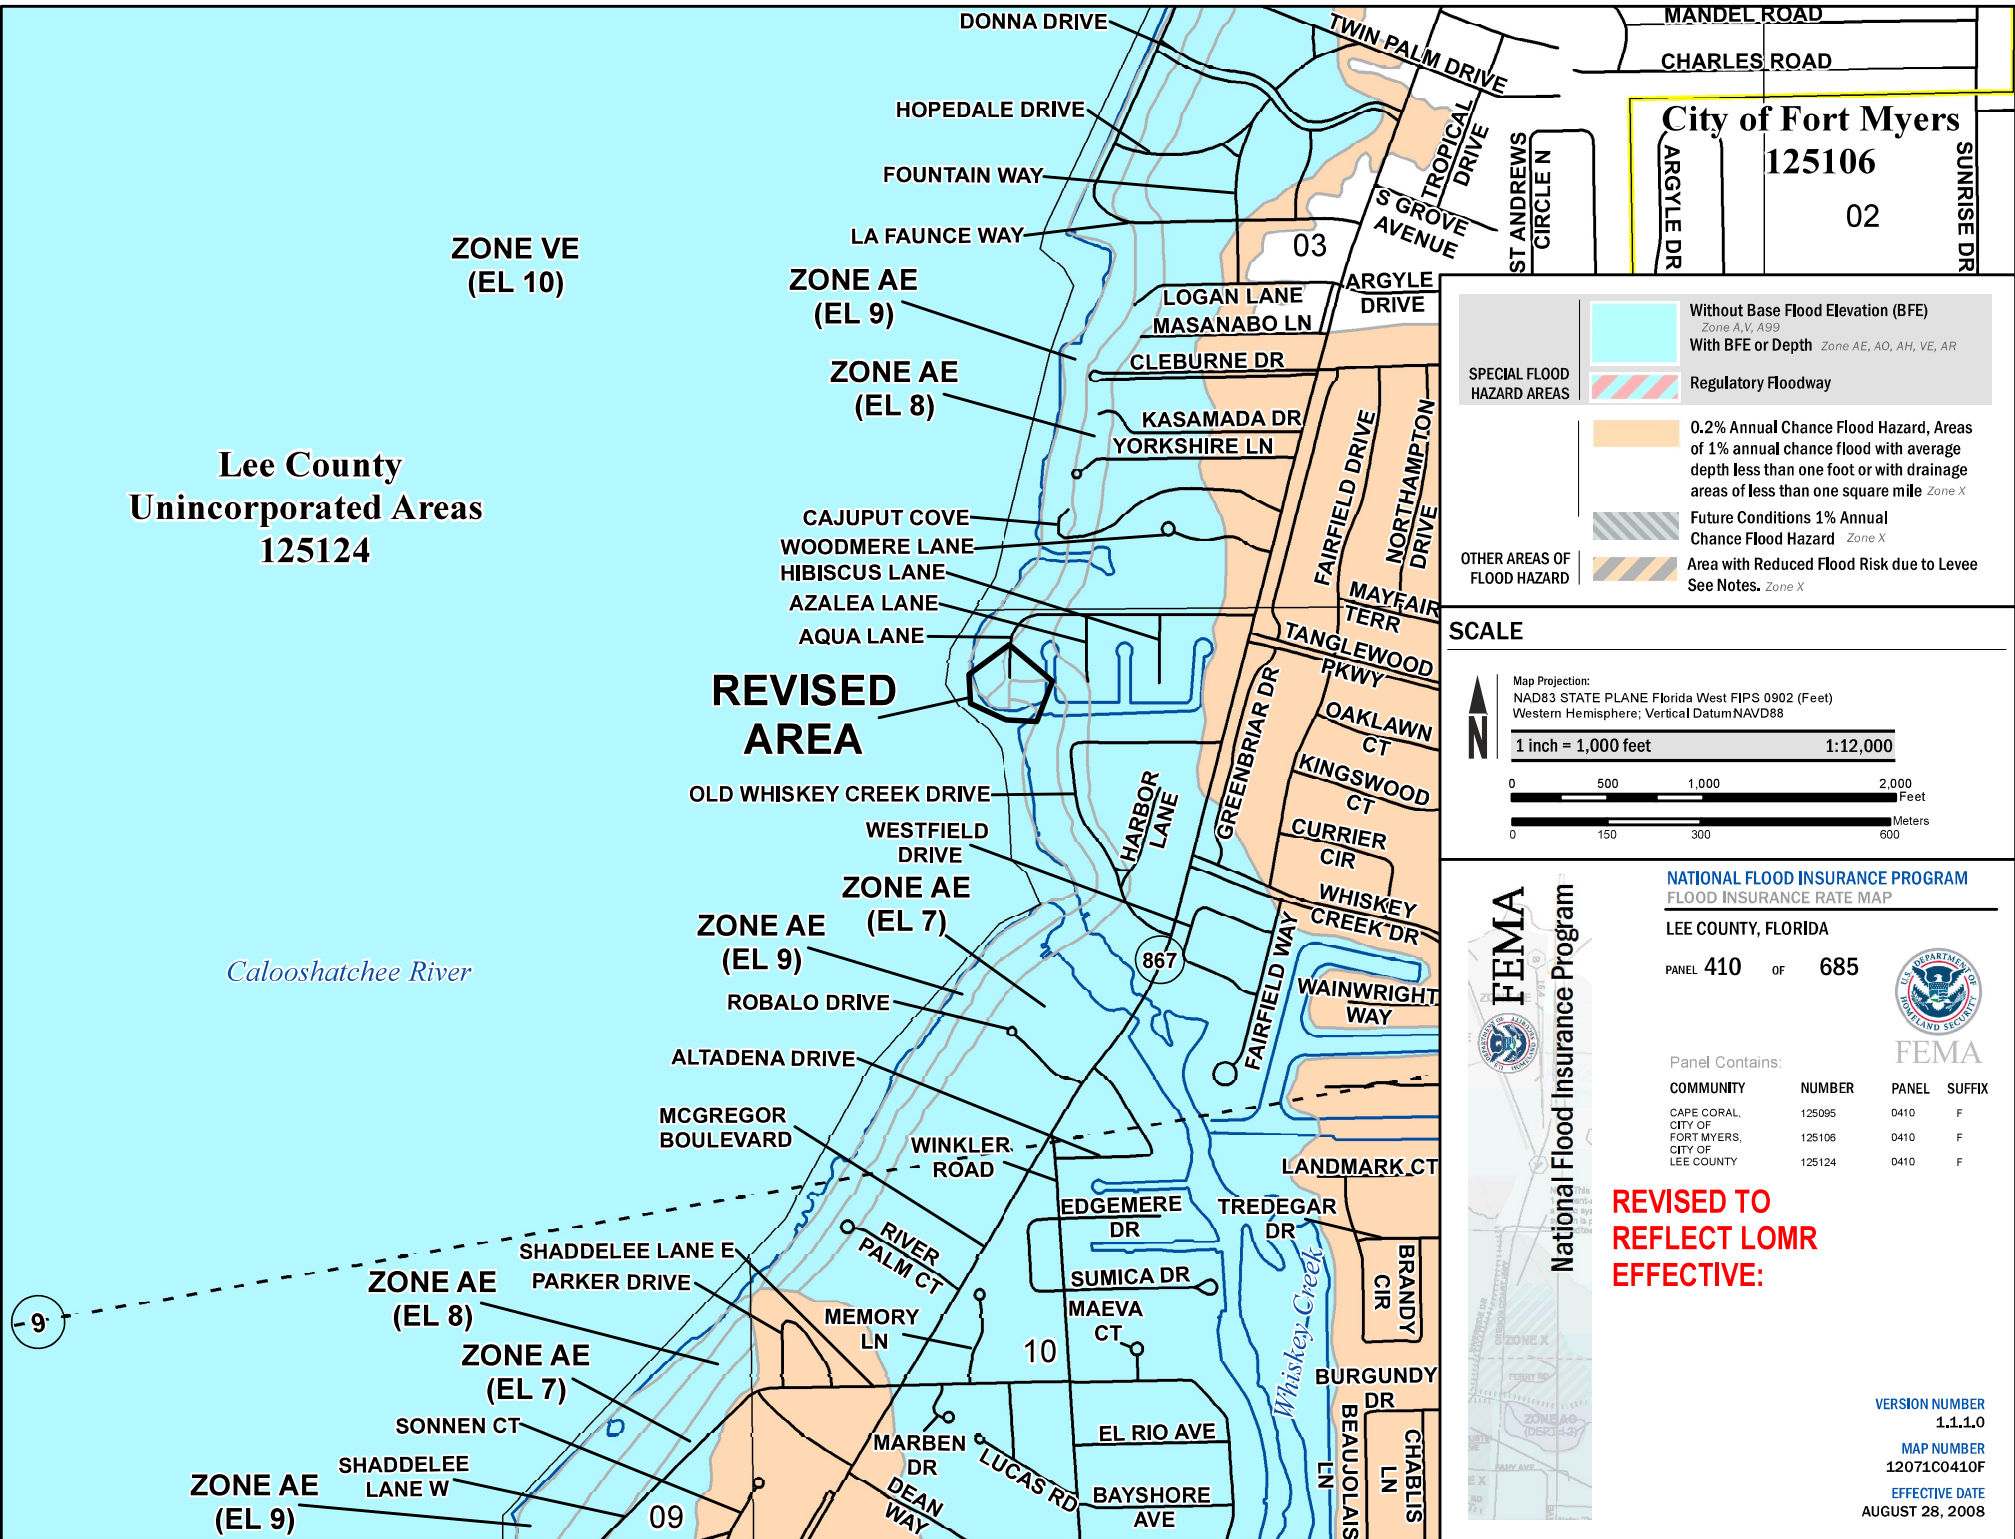 DONNA DRIVE
TWIN PALM DRIVE
MANDEL ROAD
CHARLES ROAD
HOPEDALE DRIVE
TROPICAL
DRIVE
City of Fort Myers
125106
FOUNTAIN WAY
ST ANDREWS
CIRCLE N
ARGYLE DR
SUNRISE DR
02
S GROVE
AVENUE
LA FAUNCE WAY
03
ZONE VE
(EL 10)
ZONE AE
(EL 9)
ARGYLE
DRIVE
LOGAN LANE
MASANABO LN
CLEBURNE DR
ZONE AE
(EL 8)
KASAMADA DR
YORKSHIRE LN
FAIRFIELD DRIVE
NORTHAMPTON
DRIVE
Lee County
Unincorporated Areas
125124
CAJUPUT COVE
WOODMERE LANE
HIBISCUS LANE
AZALEA LANE
AQUA LANE
MAYFAIR
TERR
TANGLEWOOD
PKWY
REVISED
AREA
GREENBRIAR DR
OAKLAWN
CT
KINGSWOOD
CT
OLD WHISKEY CREEK DRIVE
HARBOR
LANE
WESTFIELD
DRIVE
CURRIER
CIR
ZONE AE
(EL 7)
WHISKEY
CREEK DR
ZONE AE
(EL 9)
867
FAIRFIELD WAY
Calooshatchee River
ROBALO DRIVE
WAINWRIGHT
WAY
ALTADENA DRIVE
MCGREGOR
BOULEVARD
WINKLER
ROAD
LANDMARK CT
EDGEMERE
DR
TREDEGAR
DR
RIVER
PALM CT
SHADDELEE LANE E
PARKER DRIVE
SUMICA DR
BRANDY
CIR
ZONE AE
(EL 8)
9
MEMORY
LN
MAEVA
CT
10
Whiskey Creek
ZONE AE
(EL 7)
BURGUNDY
DR
SONNEN CT
MARBEN
DR
EL RIO AVE
BEAUJOLAIS
LN
CHABLIS
LN
SHADDELEE
LANE W
LUCAS RD
ZONE AE
(EL 9)
09
DEAN
WAY
BAYSHORE
AVE
SPECIAL FLOOD
HAZARD AREAS
Without Base Flood Elevation (BFE)
Zone A,V, A99
With BFE or Depth Zone AE, AO, AH, VE, AR
Regulatory Floodway
0.2% Annual Chance Flood Hazard, Areas
of 1% annual chance flood with average
depth less than one foot or with drainage
areas of less than one square mile Zone X
Future Conditions 1% Annual
Chance Flood Hazard Zone X
OTHER AREAS OF
FLOOD HAZARD
Area with Reduced Flood Risk due to Levee
See Notes. Zone X
SCALE
N
Map Projection:
NAD83 STATE PLANE Florida West FIPS 0902 (Feet)
Western Hemisphere; Vertical Datum:NAVD88
1 inch = 1,000 feet 1:12,000
0 500 1,000 2,000
Feet
Meters
0 150 300 600
FEMA
National Flood Insurance Program
NATIONAL FLOOD INSURANCE PROGRAM
FLOOD INSURANCE RATE MAP
LEE COUNTY, FLORIDA
PANEL 410 OF 685
U.S. DEPARTMENT OF
HOMELAND SECURITY
FEMA
Panel Contains:
COMMUNITY NUMBER PANEL SUFFIX
CAPE CORAL, 125095 0410 F
CITY OF
FORT MYERS, 125106 0410 F
CITY OF
LEE COUNTY 125124 0410 F
REVISED TO
REFLECT LOMR
EFFECTIVE:
ZONE X
VERSION NUMBER
1.1.1.0
MAP NUMBER
12071C0410F
EFFECTIVE DATE
AUGUST 28, 2008